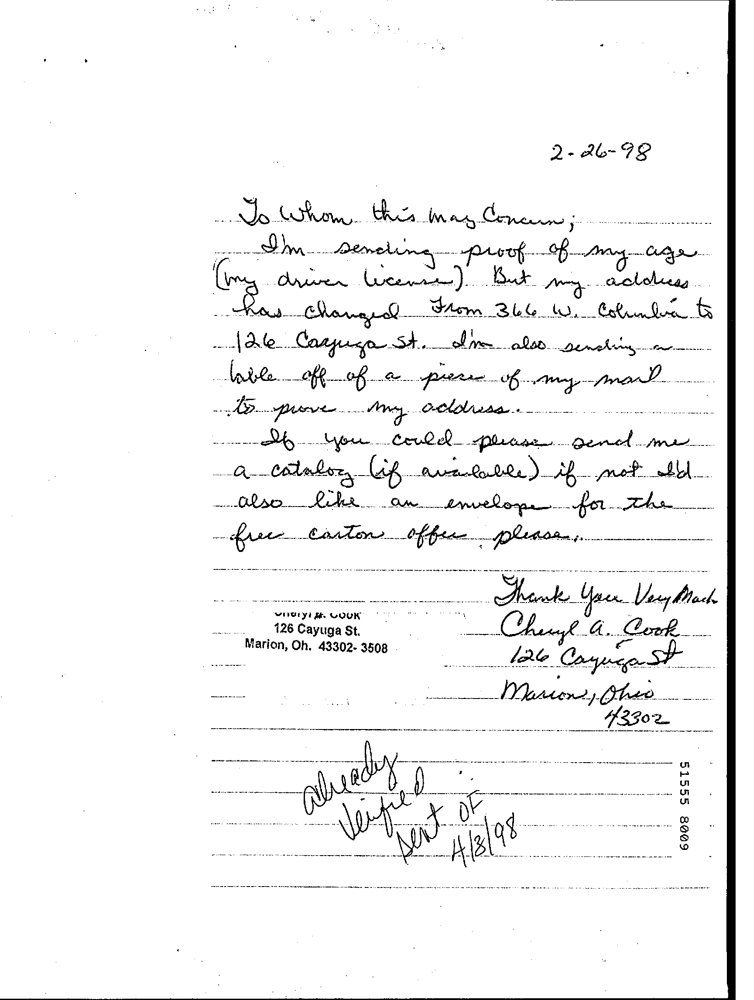 2-26-98
To Whom this may Concern;
I'm sending proof of my age
(my driver license). But my address
has changed From 366 W. Columbia to
126 Cayuga St. I'm also sending a
lable off of a piece of my mail
to prove my address.
If you could please send me
a catalog (if available) if not I'd
also like an envelope for the
free carton offer please.
Thank You Very Much
Cheryl A. Cook
126 Cayuga St
Marion, Ohio
43302
Cheryl A. Cook
126 Cayuga St.
Marion, Oh. 43302-3508
already
Verified
sent OF
4/3/98
51555 8009